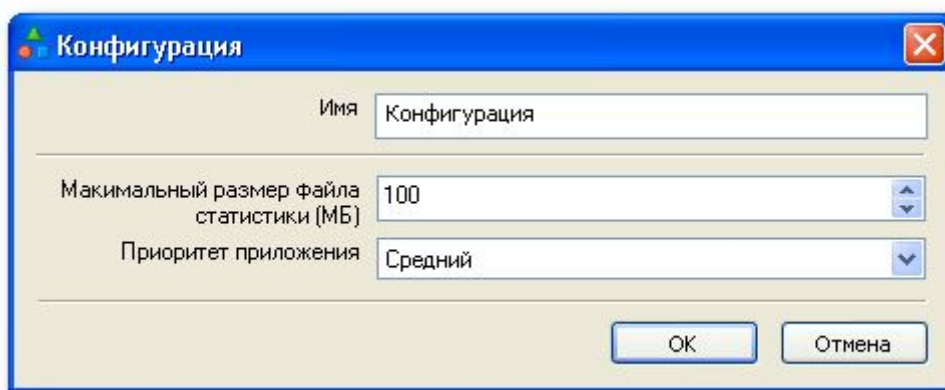 Конфигурация
Имя
Конфигурация
Макимальный размер файла
статистики (МБ)
100
Приоритет приложения
Средний
ОК
Отмена